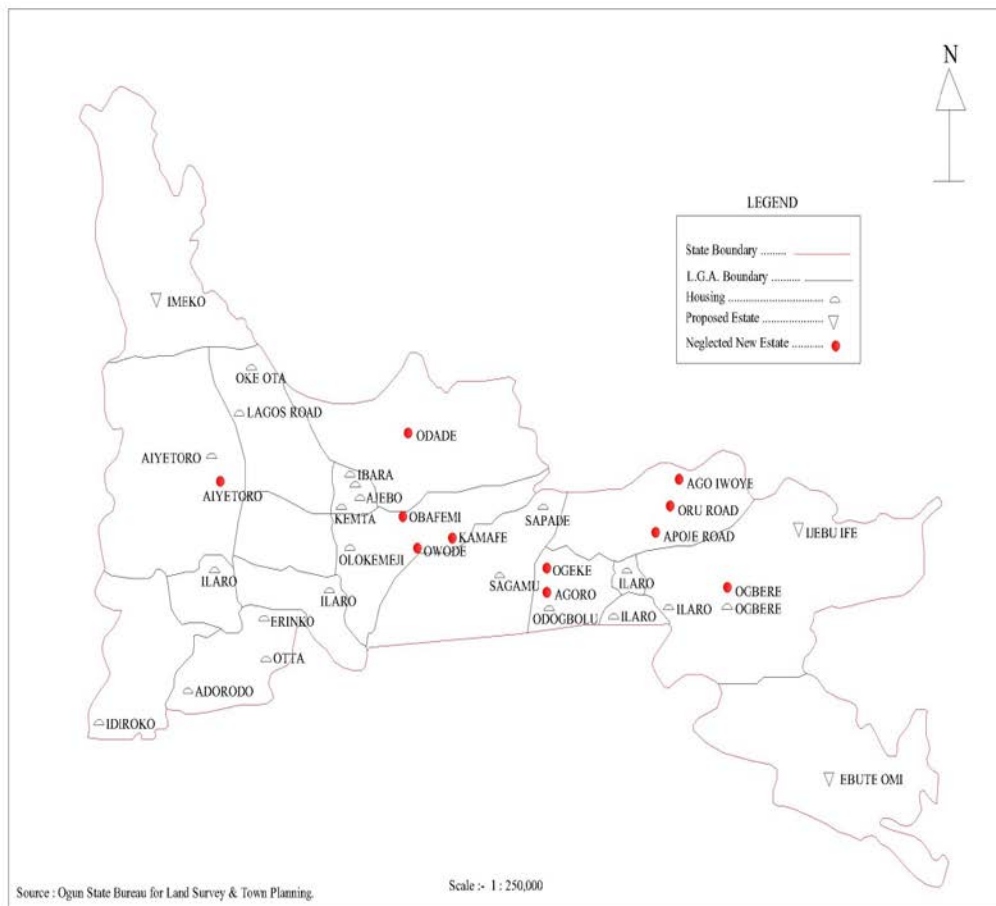 N
LEGEND
State Boundary .........
L.G.A. Boundary ..........
Housing ..................................
Proposed Estate ......................
Neglected New Estate ...........
IMEKO
OKE OTA
LAGOS ROAD
ODADE
AIYETORO
AIYETORO
IBARA
AJEBO
KEMTA
OBAFEMI
KAMAFE
OWODE
OLOKEMEJI
SAPADE
AGO IWOYE
ORU ROAD
APOJE ROAD
IJEBU IFE
ILARO
ILARO
SAGAMU
OGEKE
AGORO
ODOGBOLU
ILARO
ILARO
ILARO
OGBERE
OGBERE
ERINKO
OTTA
ADORODO
IDIROKO
EBUTE OMI
Source : Ogun State Bureau for Land Survey & Town Planning.
Scale :- 1 : 250,000